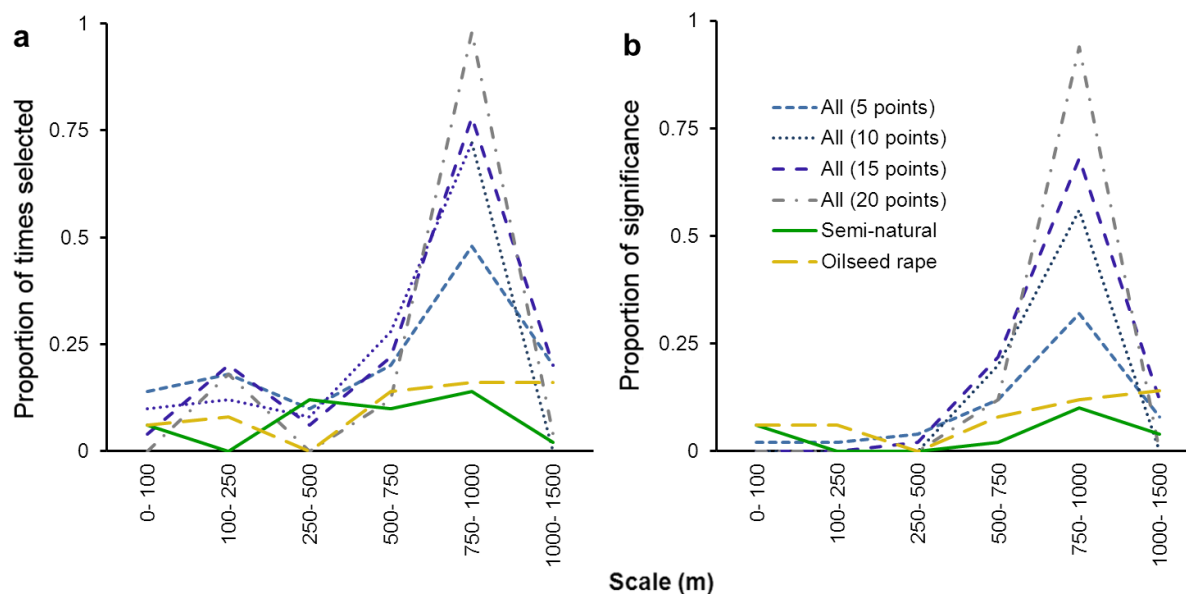 a
Proportion of times selected
1
0.75
0.5
0.25
0
0- 100
100- 250
250- 500
500- 750
750- 1000
1000- 1500
b
Proportion of significance
1
0.75
0.5
0.25
0
All (5 points)
All (10 points)
All (15 points)
All (20 points)
Semi-natural
Oilseed rape
0- 100
100- 250
250- 500
500- 750
750- 1000
1000- 1500
Scale (m)